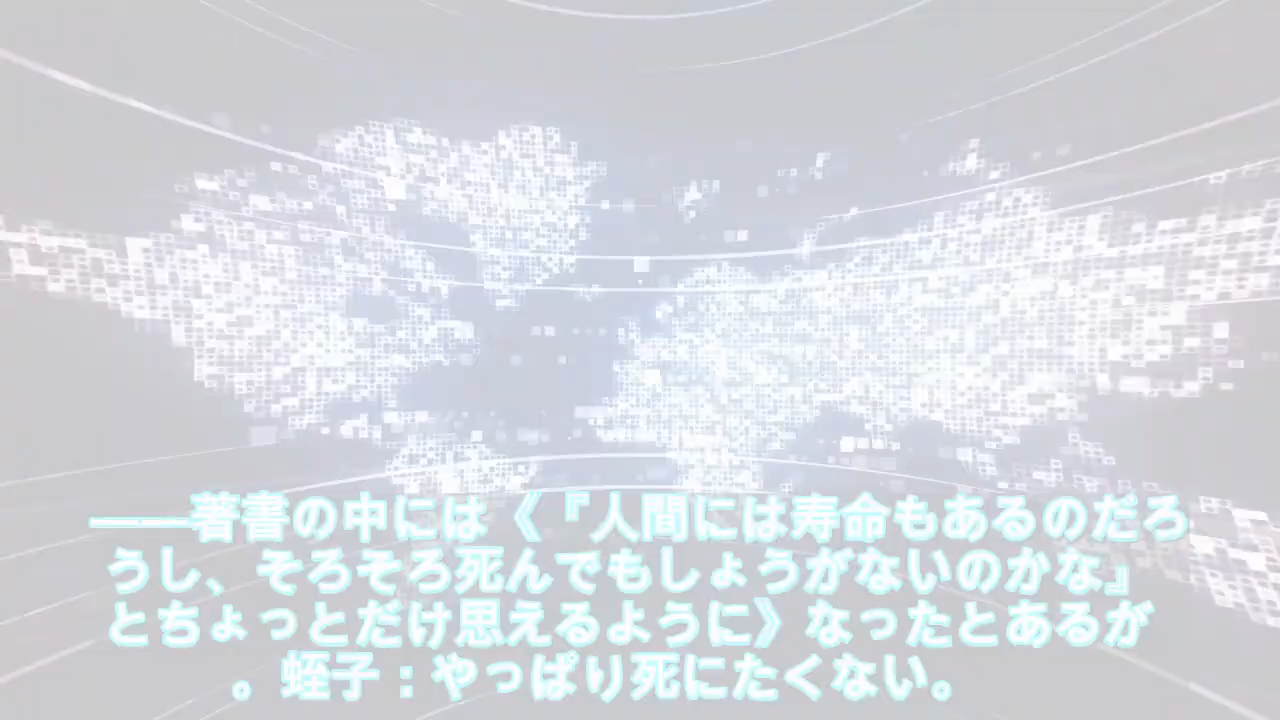 ――著書の中には《『人間には寿命もあるのだろ
うし、そろそろ死んでもしょうがないのかな』
とちょっとだけ思えるように》なったとあるが
。蛭子：やっぱり死にたくない。